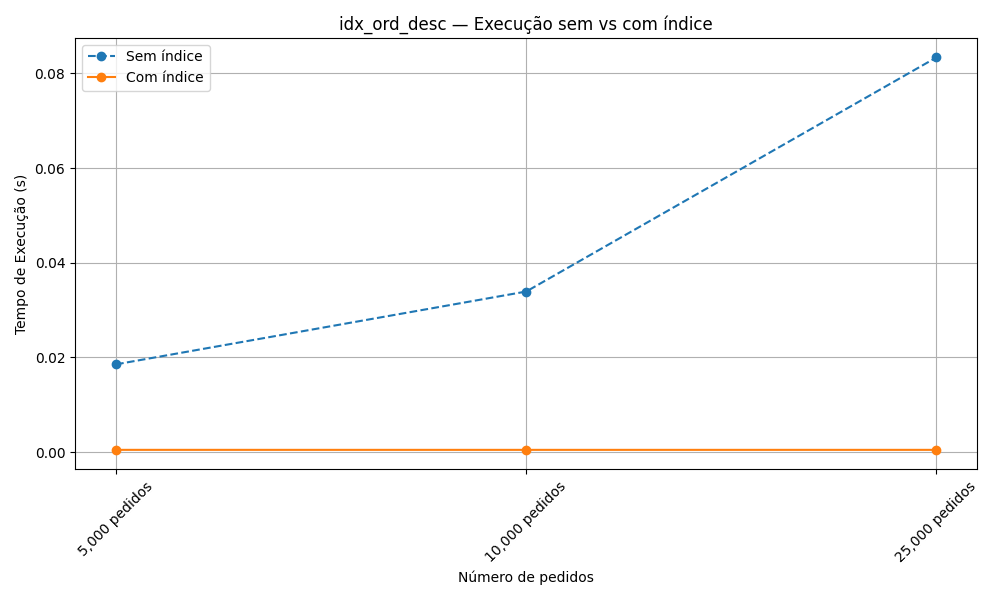 idx_ord_desc — Execução sem vs com índice
Sem índice
Com índice
Tempo de Execução (s)
0.08
0.06
0.04
0.02
0.00
5,000 pedidos
10,000 pedidos
25,000 pedidos
Número de pedidos